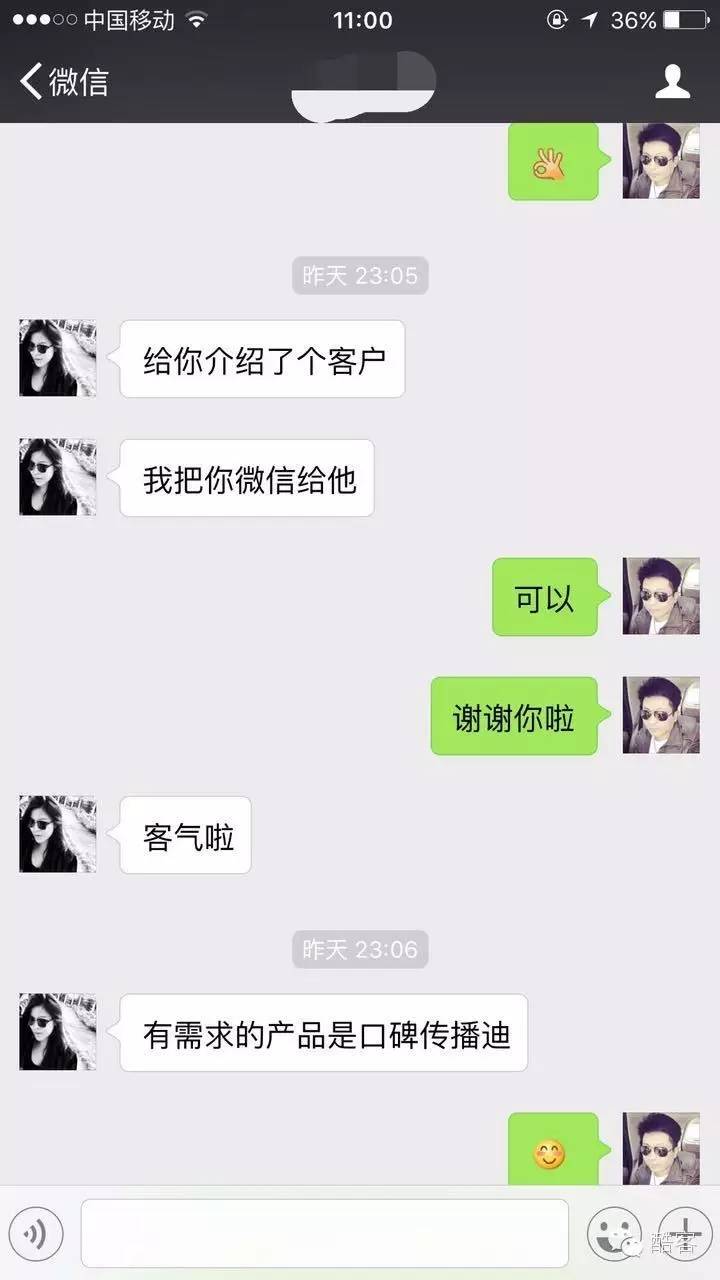 中国移动 11:00 36%
微信
👌
昨天 23:05
给你介绍了个客户
我把你微信给他
可以
谢谢你啦
客气啦
昨天 23:06
有需求的产品是口碑传播迪
😊
酷客